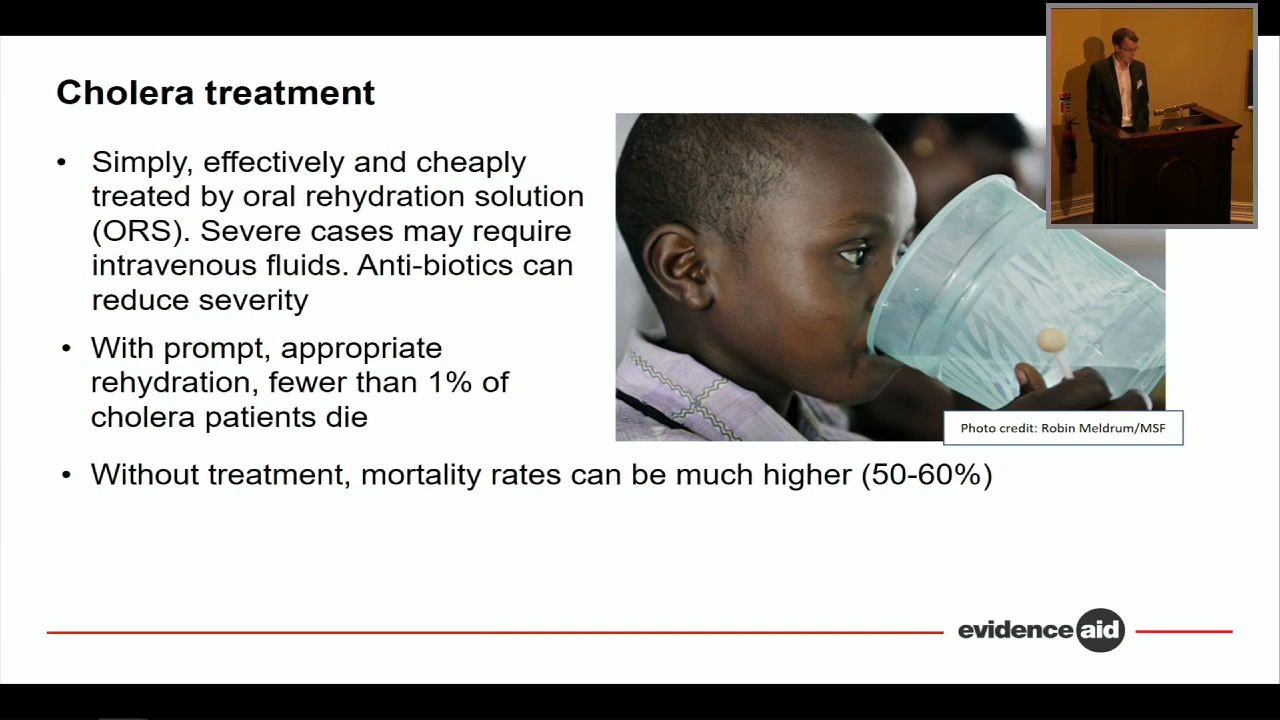 Cholera treatment
• Simply, effectively and cheaply
treated by oral rehydration solution
(ORS). Severe cases may require
intravenous fluids. Anti-biotics can
reduce severity
• With prompt, appropriate
rehydration, fewer than 1% of
cholera patients die
Photo credit: Robin Meldrum/MSF
• Without treatment, mortality rates can be much higher (50-60%)
evidence aid